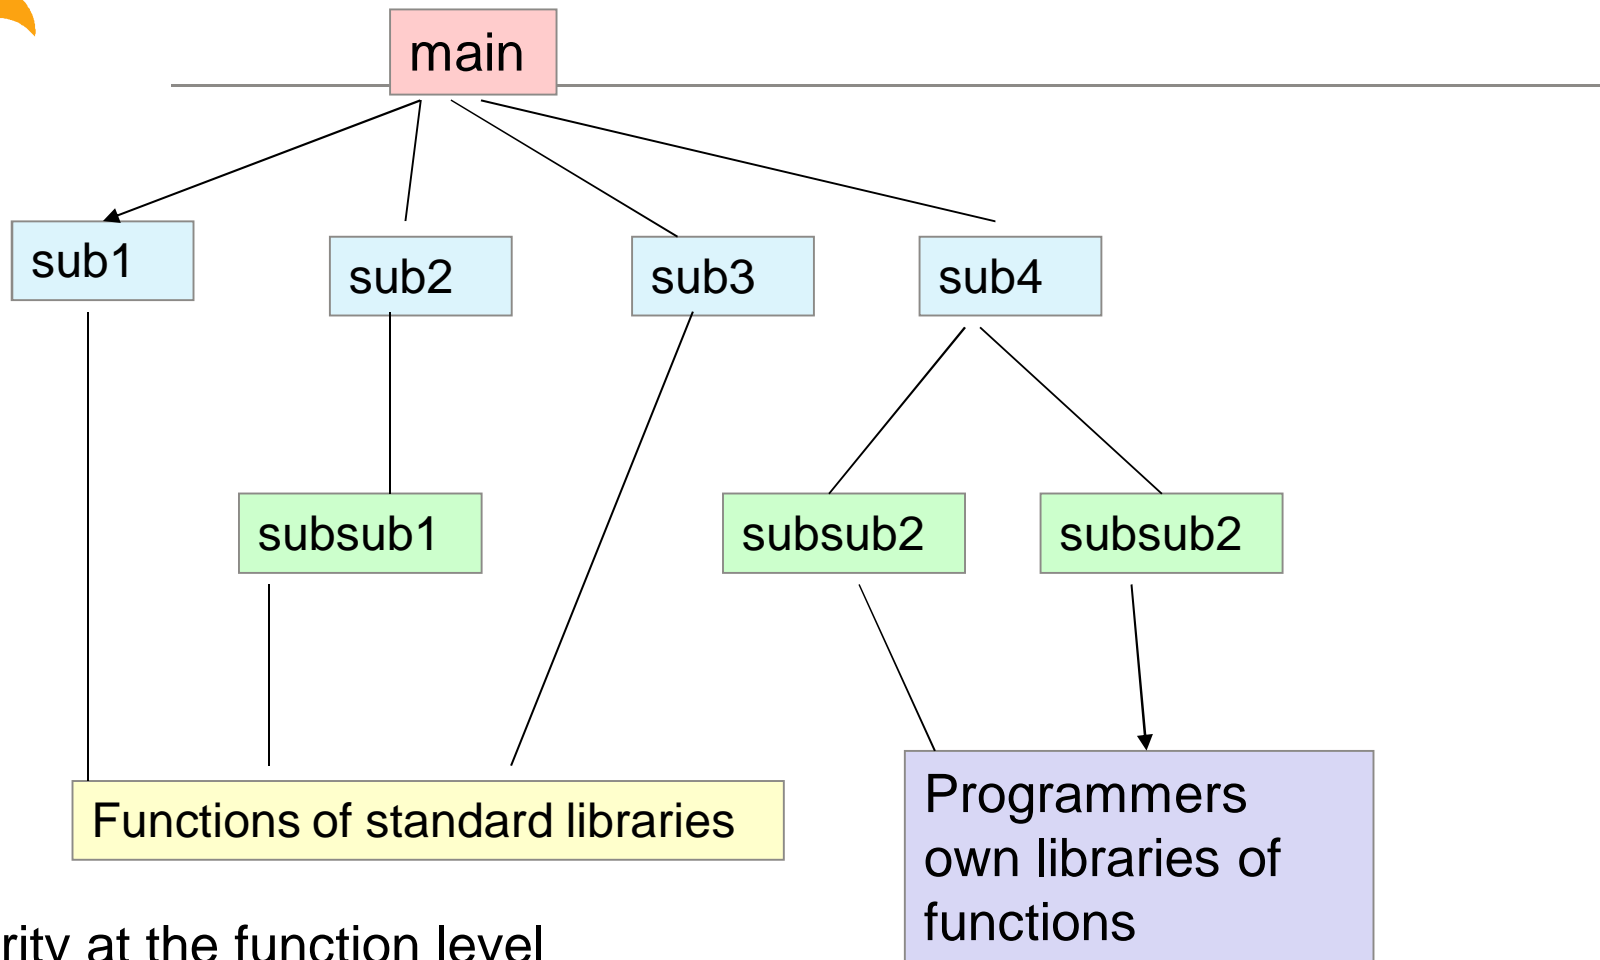 main
sub1
sub2
sub3
sub4
subsub1
subsub2
subsub2
Functions of standard libraries
Programmers
own libraries of
functions
rity at the function level